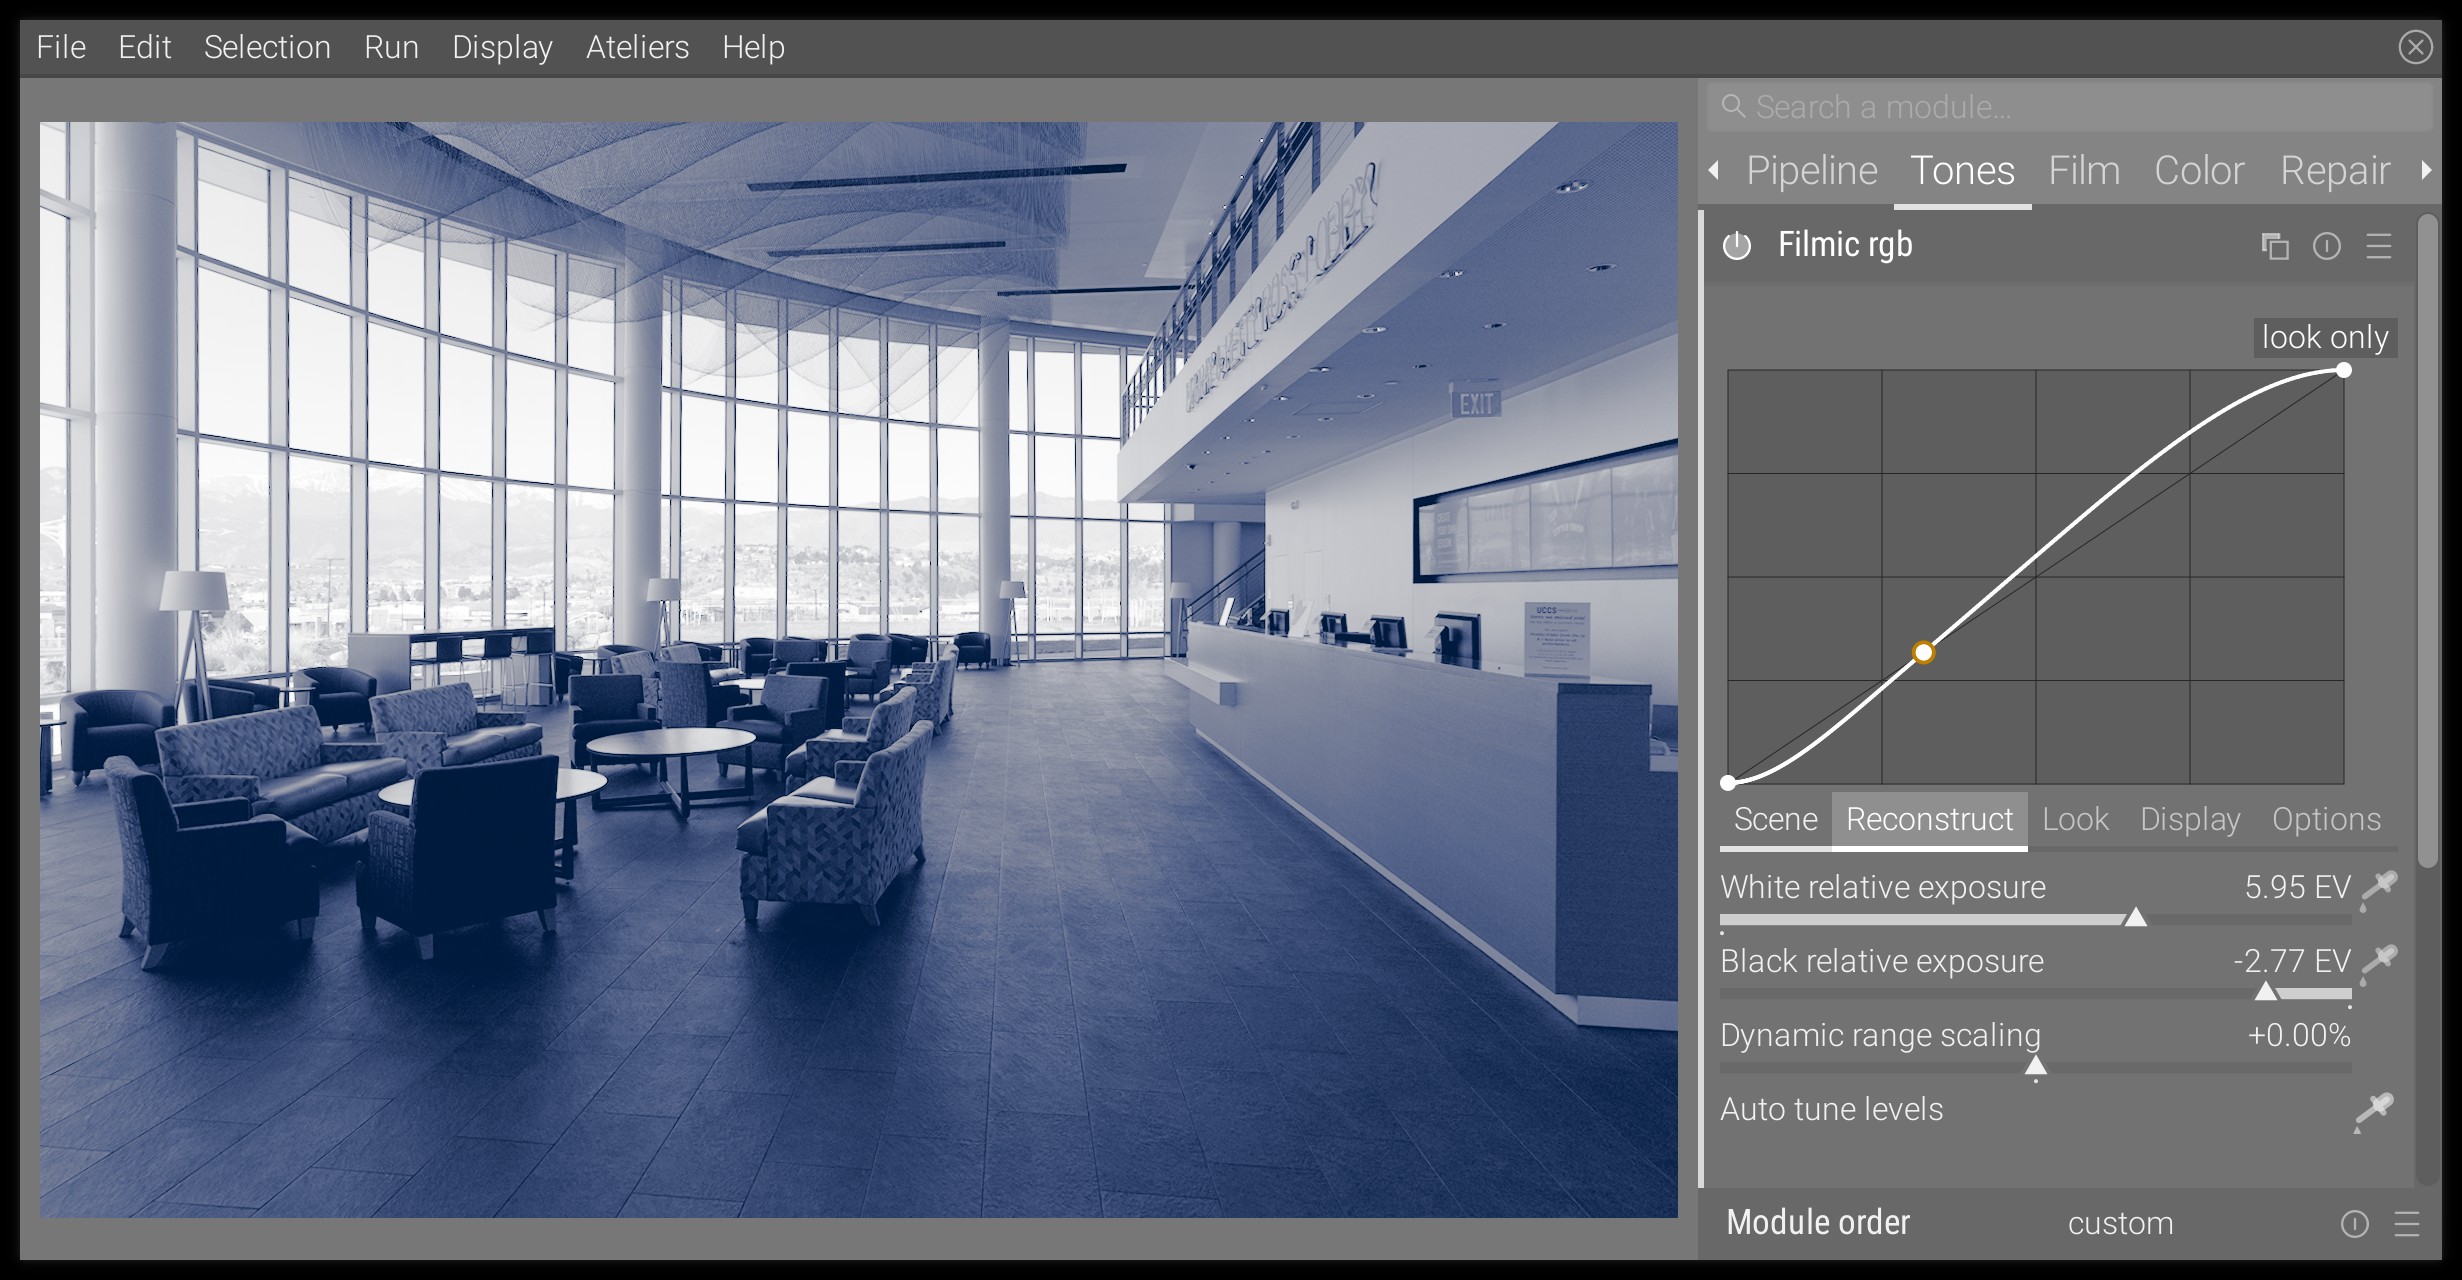 File Edit Selection Run Display Ateliers Help
Search a module...
Pipeline Tones Film Color Repair
Filmic rgb
look only
EXIT
UCCS
Scene Reconstruct Look Display Options
White relative exposure 5.95 EV
Black relative exposure -2.77 EV
Dynamic range scaling +0.00%
Auto tune levels
Module order custom